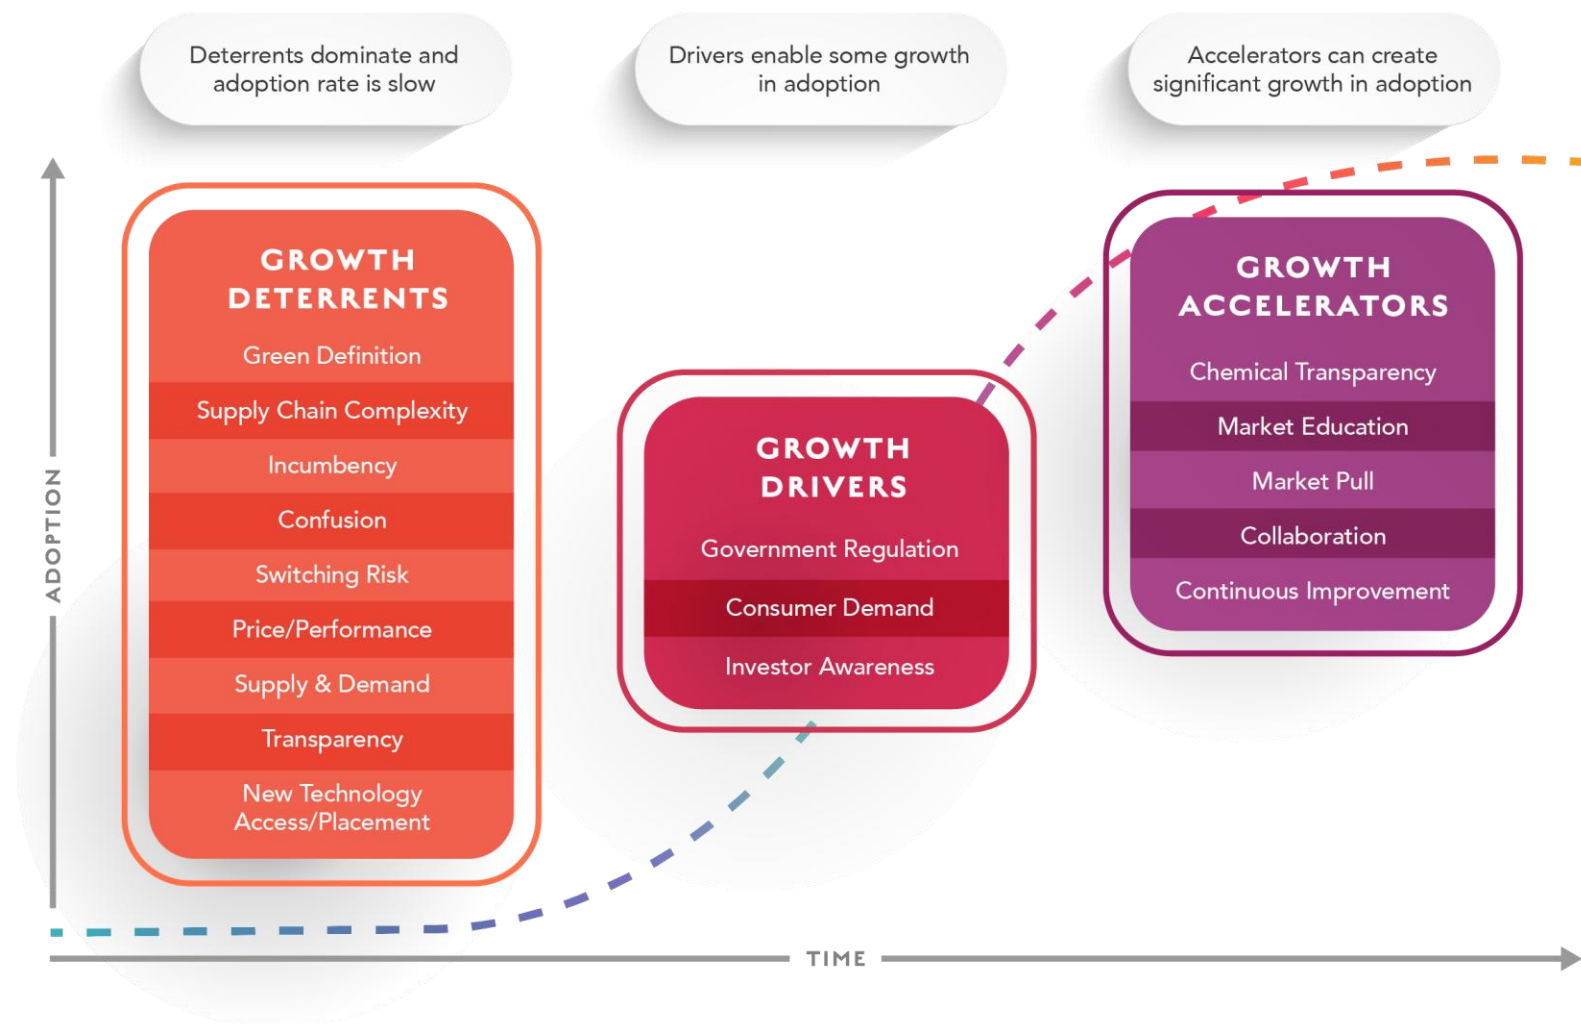 Deterrents dominate and
adoption rate is slow
Drivers enable some growth
in adoption
Accelerators can create
significant growth in adoption
ADOPTION
GROWTH
DETERRENTS
Green Definition
Supply Chain Complexity
Incumbency
Confusion
Switching Risk
Price/Performance
Supply & Demand
Transparency
New Technology
Access/Placement
GROWTH
DRIVERS
Government Regulation
Consumer Demand
Investor Awareness
GROWTH
ACCELERATORS
Chemical Transparency
Market Education
Market Pull
Collaboration
Continuous Improvement
TIME